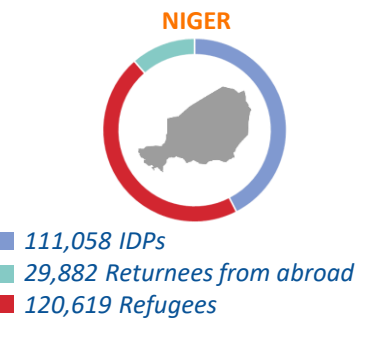 NIGER
111,058 IDPs
29,882 Returnees from abroad
120,619 Refugees